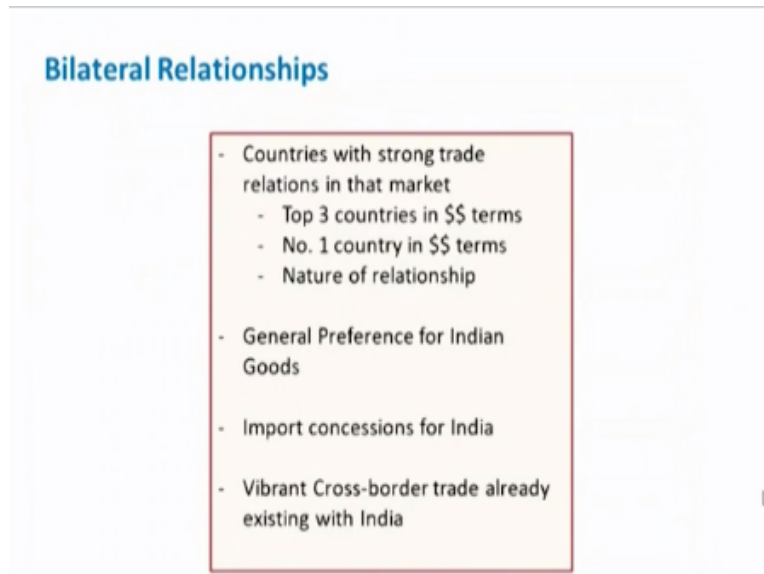 Bilateral Relationships
- Countries with strong trade
relations in that market
- Top 3 countries in $$ terms
- No. 1 country in $$ terms
- Nature of relationship
- General Preference for Indian
Goods
- Import concessions for India
- Vibrant Cross-border trade already
existing with India